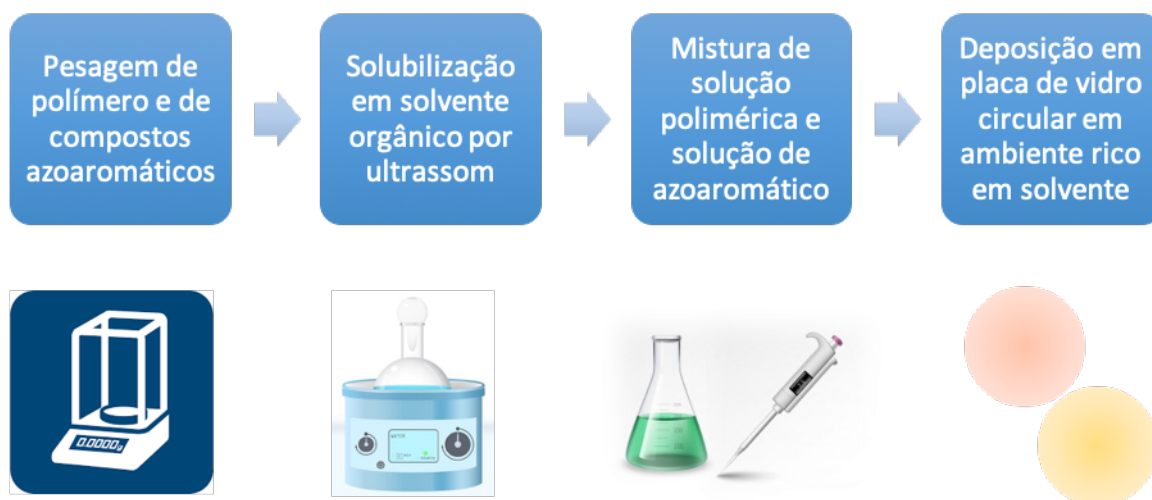 Pesagem de
polímero e de
compostos
azoaromáticos
Solubilização
em solvente
orgânico por
ultrassom
Mistura de
solução
polimérica e
solução de
azoaromático
Deposição em
placa de vidro
circular em
ambiente rico
em solvente
0.0000g